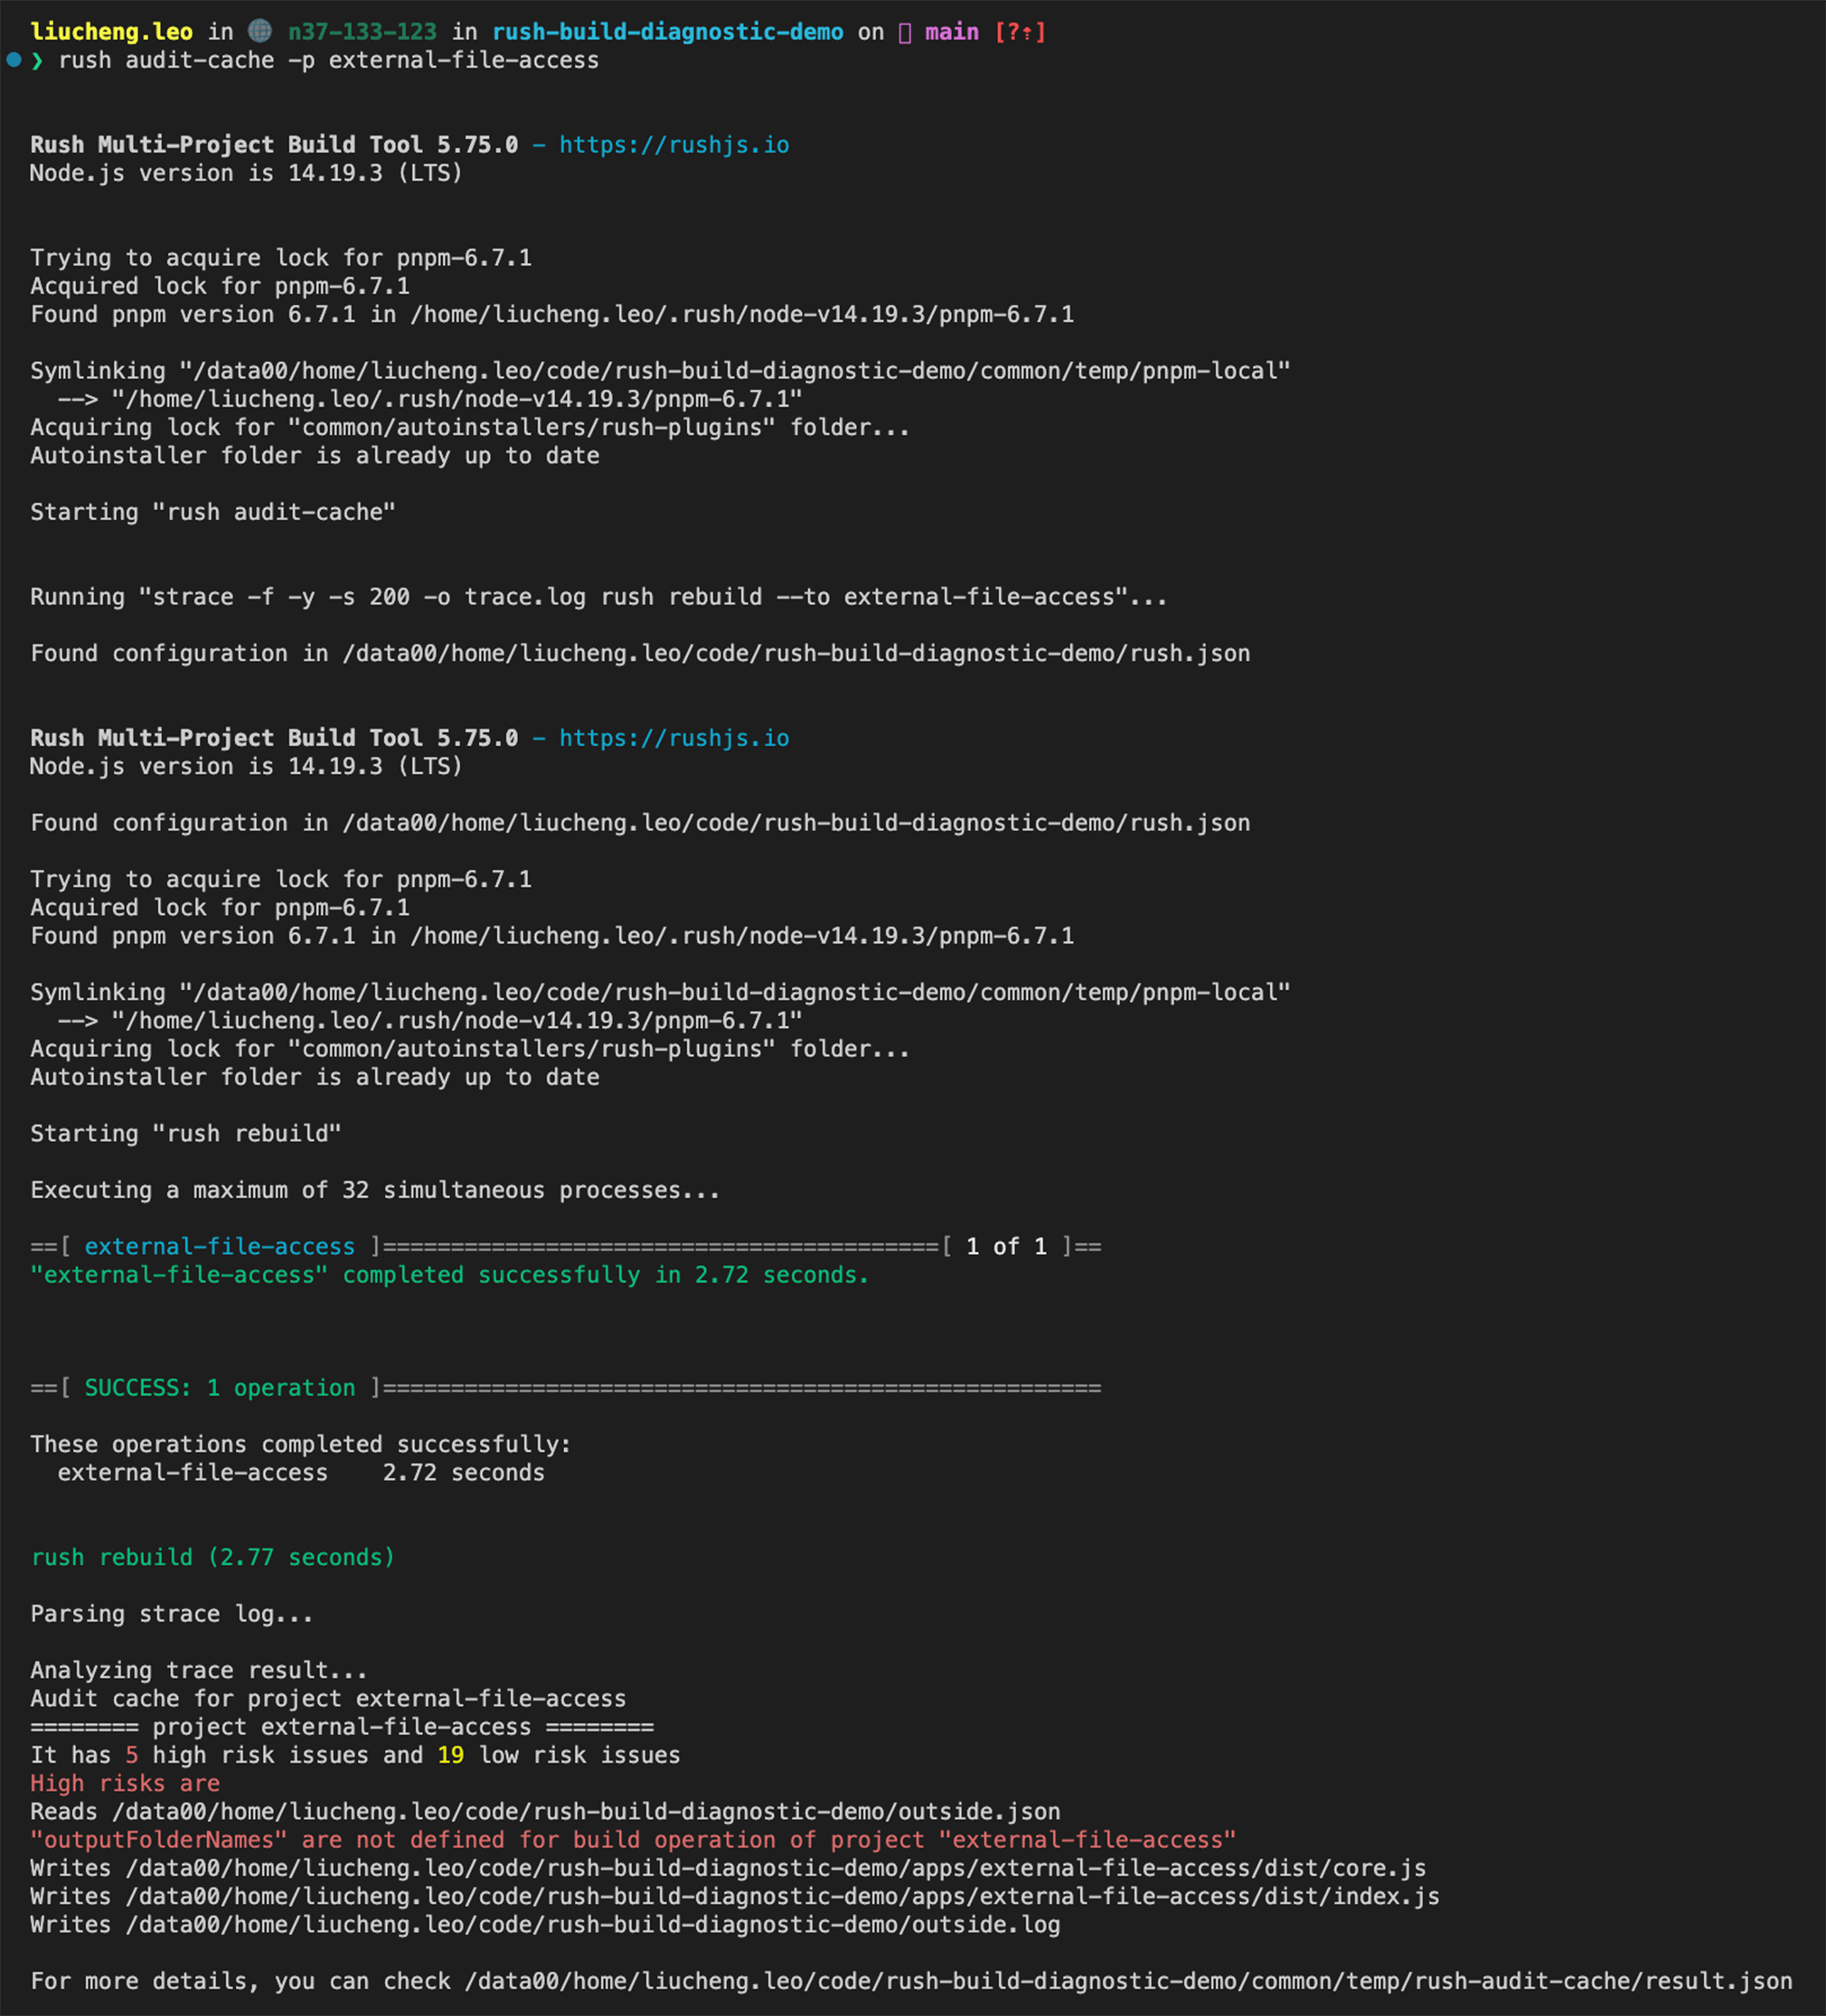 liucheng.leo in 🌐 n37-133-123 in rush-build-diagnostic-demo on  main [?⇡]
❯ rush audit-cache -p external-file-access
Rush Multi-Project Build Tool 5.75.0 - https://rushjs.io
Node.js version is 14.19.3 (LTS)
Trying to acquire lock for pnpm-6.7.1
Acquired lock for pnpm-6.7.1
Found pnpm version 6.7.1 in /home/liucheng.leo/.rush/node-v14.19.3/pnpm-6.7.1
Symlinking "/data00/home/liucheng.leo/code/rush-build-diagnostic-demo/common/temp/pnpm-local"
--> "/home/liucheng.leo/.rush/node-v14.19.3/pnpm-6.7.1"
Acquiring lock for "common/autoinstallers/rush-plugins" folder...
Autoinstaller folder is already up to date
Starting "rush audit-cache"
Running "strace -f -y -s 200 -o trace.log rush rebuild --to external-file-access"...
Found configuration in /data00/home/liucheng.leo/code/rush-build-diagnostic-demo/rush.json
Rush Multi-Project Build Tool 5.75.0 - https://rushjs.io
Node.js version is 14.19.3 (LTS)
Found configuration in /data00/home/liucheng.leo/code/rush-build-diagnostic-demo/rush.json
Trying to acquire lock for pnpm-6.7.1
Acquired lock for pnpm-6.7.1
Found pnpm version 6.7.1 in /home/liucheng.leo/.rush/node-v14.19.3/pnpm-6.7.1
Symlinking "/data00/home/liucheng.leo/code/rush-build-diagnostic-demo/common/temp/pnpm-local"
--> "/home/liucheng.leo/.rush/node-v14.19.3/pnpm-6.7.1"
Acquiring lock for "common/autoinstallers/rush-plugins" folder...
Autoinstaller folder is already up to date
Starting "rush rebuild"
Executing a maximum of 32 simultaneous processes...
==[ external-file-access ]=========================================[ 1 of 1 ]==
"external-file-access" completed successfully in 2.72 seconds.
==[ SUCCESS: 1 operation ]=====================================================
These operations completed successfully:
external-file-access    2.72 seconds
rush rebuild (2.77 seconds)
Parsing strace log...
Analyzing trace result...
Audit cache for project external-file-access
======== project external-file-access ========
It has 5 high risk issues and 19 low risk issues
High risks are
Reads /data00/home/liucheng.leo/code/rush-build-diagnostic-demo/outside.json
"outputFolderNames" are not defined for build operation of project "external-file-access"
Writes /data00/home/liucheng.leo/code/rush-build-diagnostic-demo/apps/external-file-access/dist/core.js
Writes /data00/home/liucheng.leo/code/rush-build-diagnostic-demo/apps/external-file-access/dist/index.js
Writes /data00/home/liucheng.leo/code/rush-build-diagnostic-demo/outside.log
For more details, you can check /data00/home/liucheng.leo/code/rush-build-diagnostic-demo/common/temp/rush-audit-cache/result.json